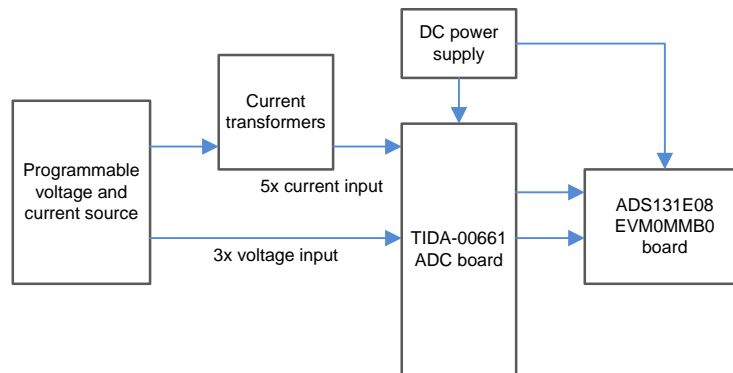 DC power
supply
Current
transformers
Programmable
voltage and
current source
5x current input
3x voltage input
TIDA-00661
ADC board
ADS131E08
EVM0MMB0
board